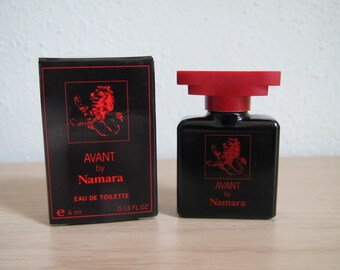 AVANT
by
Namara
EAU DE TOILETTE
e 4 ml 0.13 FL.OZ
AVANT
by
Namara